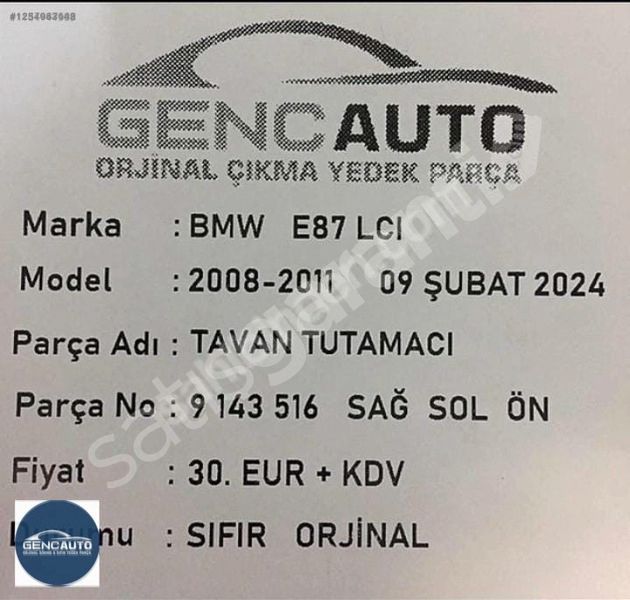 GENCAUTO
ORJİNAL ÇIKMA YEDEK PARÇA
Marka : BMW E87 LCI
Model : 2008-2011 09 ŞUBAT 2024
Parça Adı : TAVAN TUTAMACI
Parça No : 9 143 516 SAĞ SOL ÖN
Fiyat : 30. EUR + KDV
: SIFIR ORJİNAL
GENCAUTO